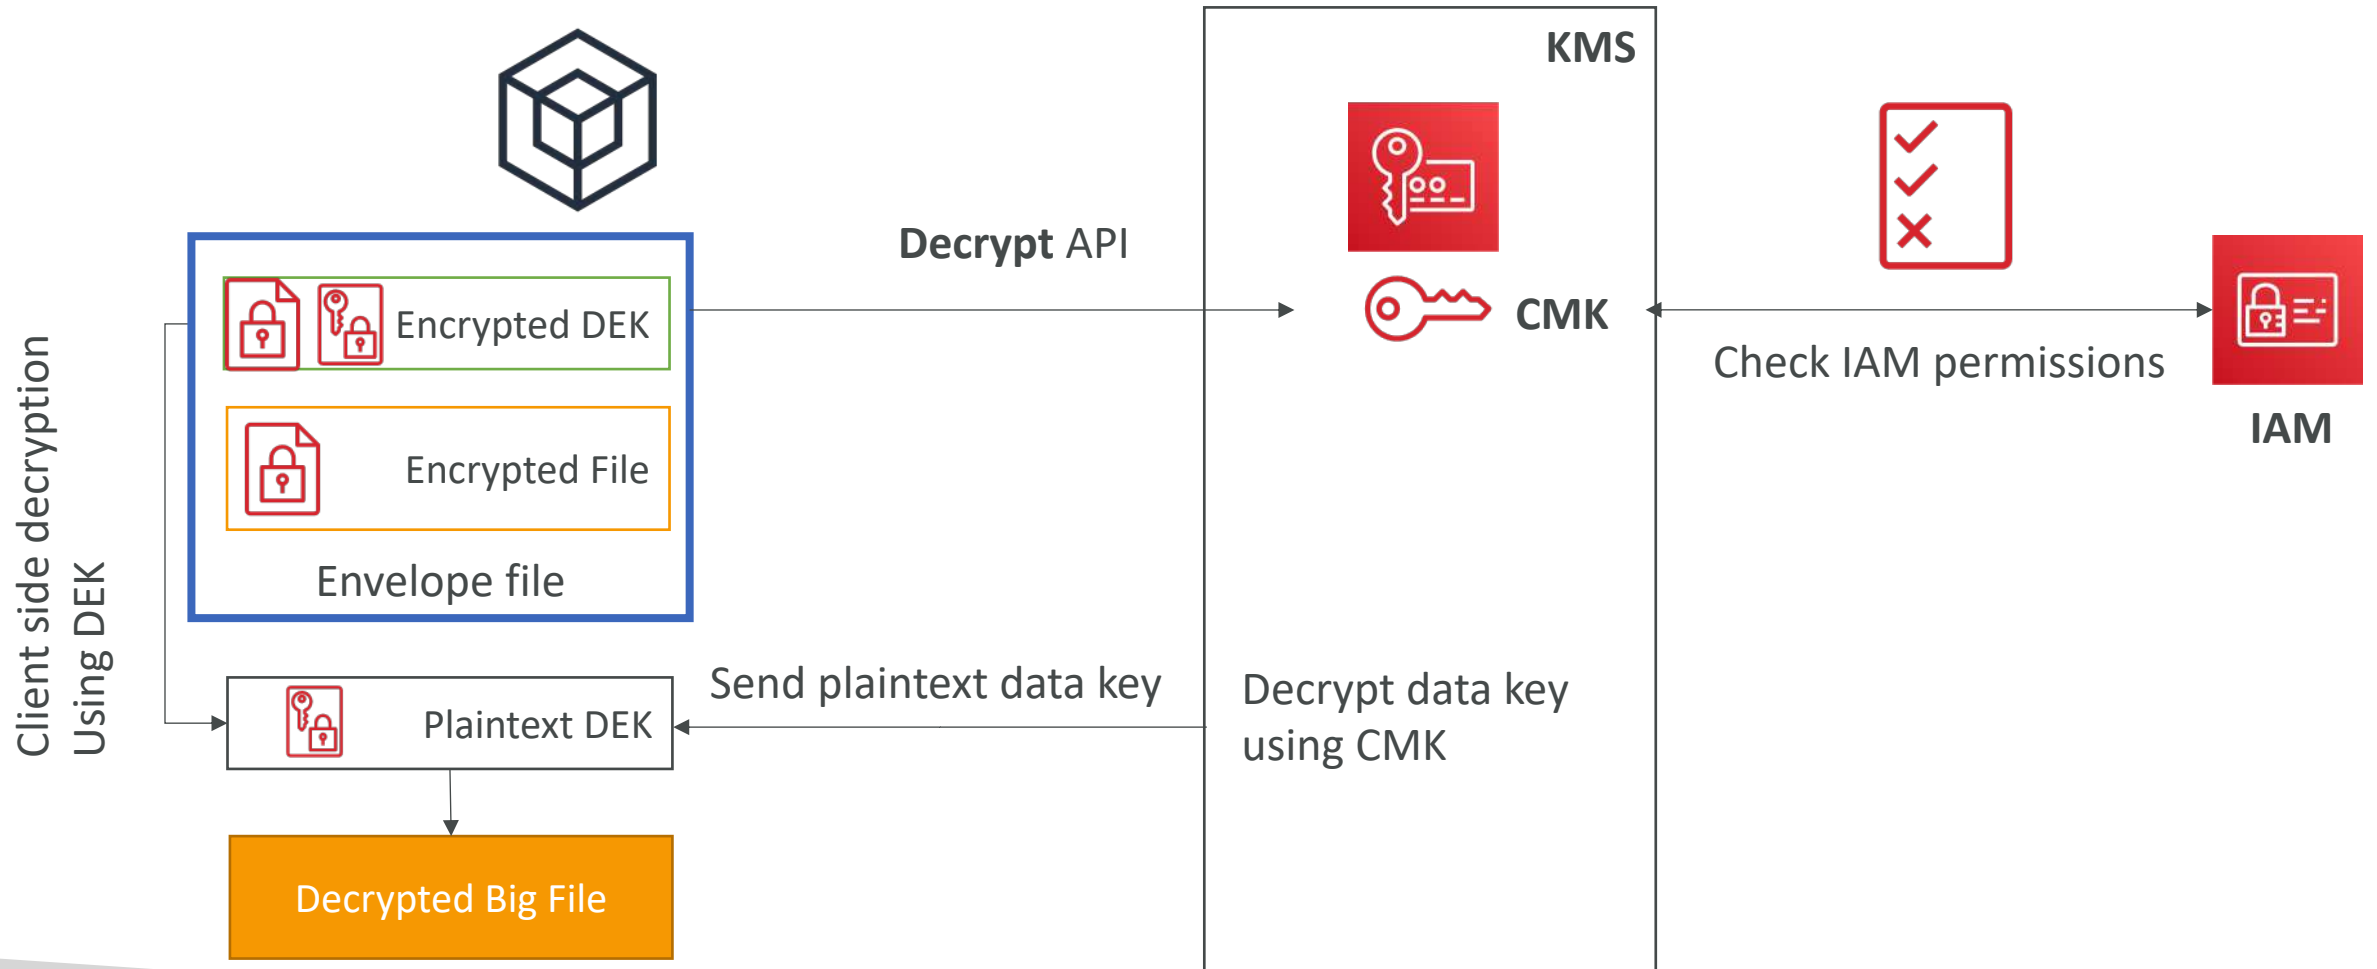 KMS
Decrypt API
Encrypted DEK
CMK
Check IAM permissions
IAM
Encrypted File
Envelope file
Client side decryption
Using DEK
Send plaintext data key
Decrypt data key
using CMK
Plaintext DEK
Decrypted Big File